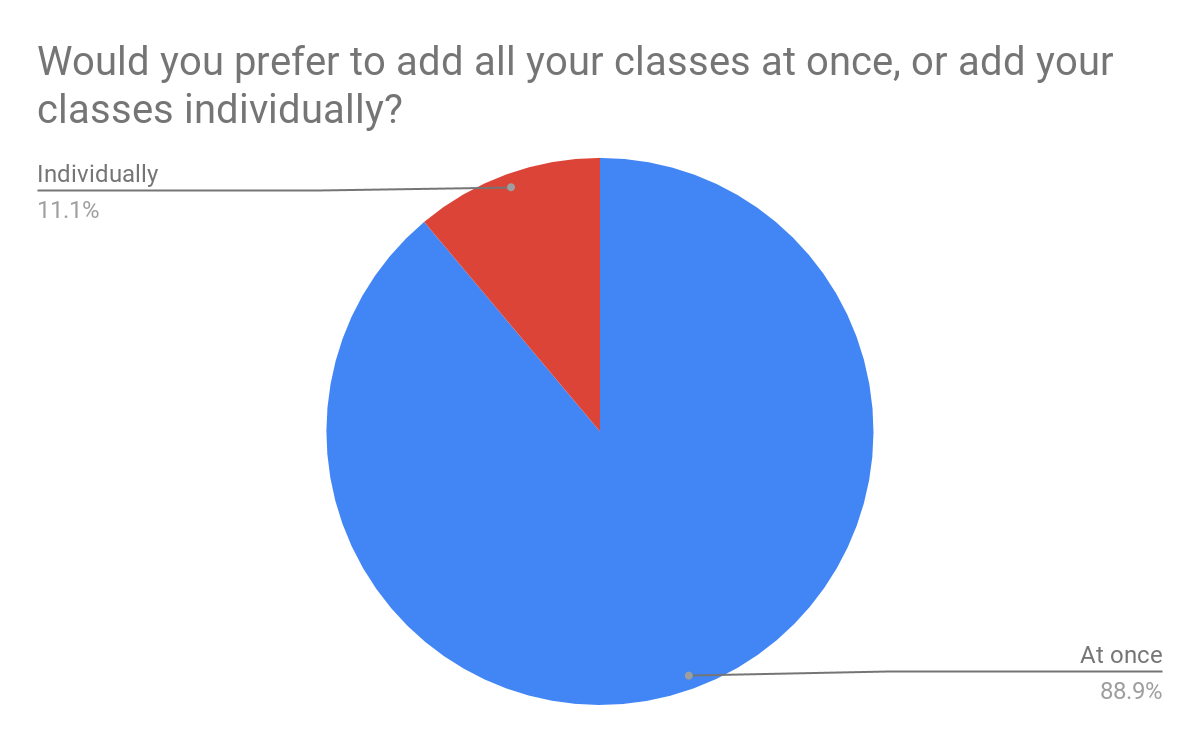 Would you prefer to add all your classes at once, or add your
classes individually?
Individually
11.1%
At once
88.9%